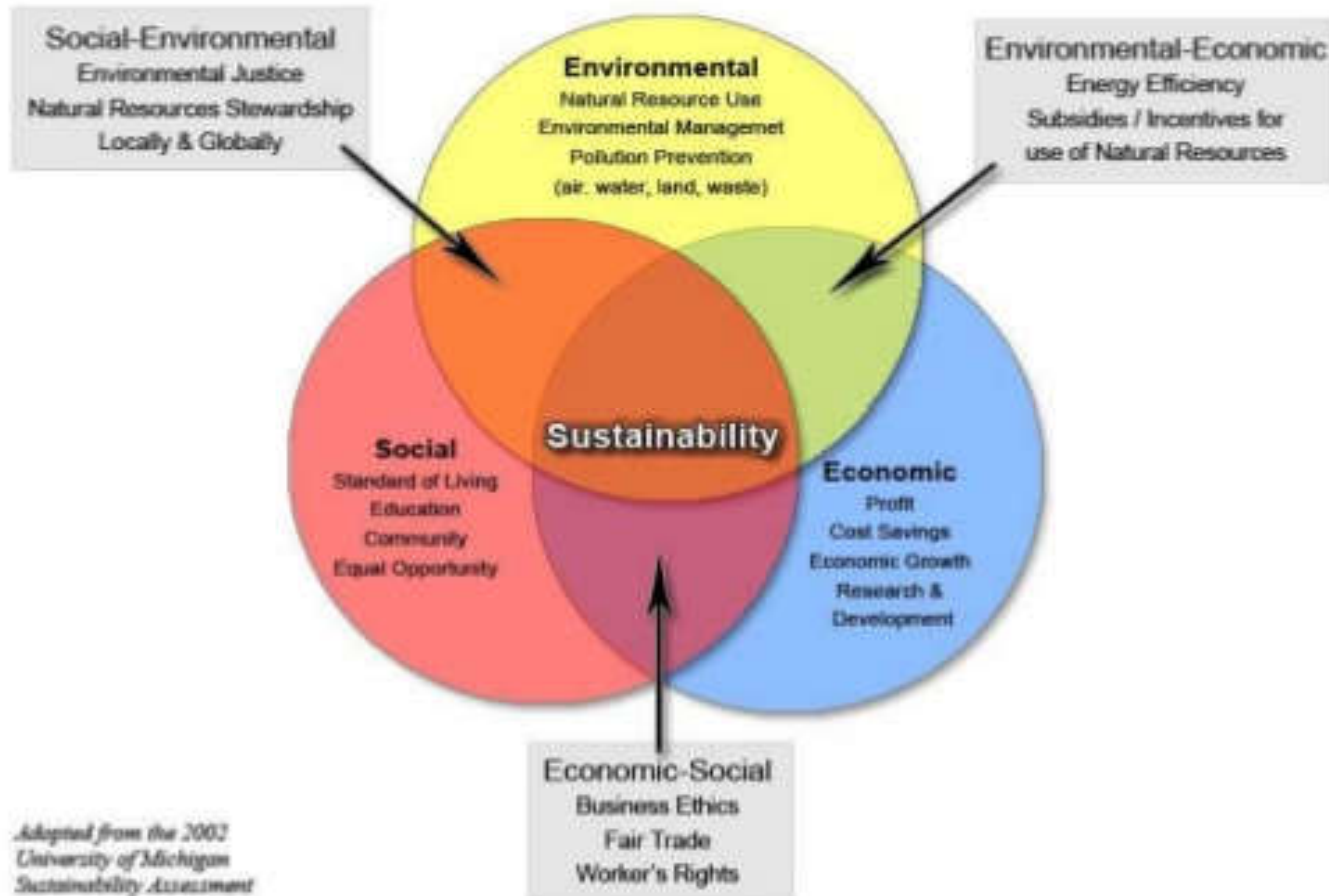 Social-Environmental
Environmental Justice
Natural Resources Stewardship
Locally & Globally
Environmental
Natural Resource Use
Environmental Managemet
Pollution Prevention
(air. water, land, waste)
Environmental-Economic
Energy Efficiency
Subsidies / Incentives for
use of Natural Resources
Social
Standard of Living
Education
Community
Equal Opportunity
Sustainability
Economic
Profit
Cost Savings
Economic Growth
Research &
Development
Economic-Social
Business Ethics
Fair Trade
Worker's Rights
Adopted from the 2002
University of Michigan
Sustainability Assessment